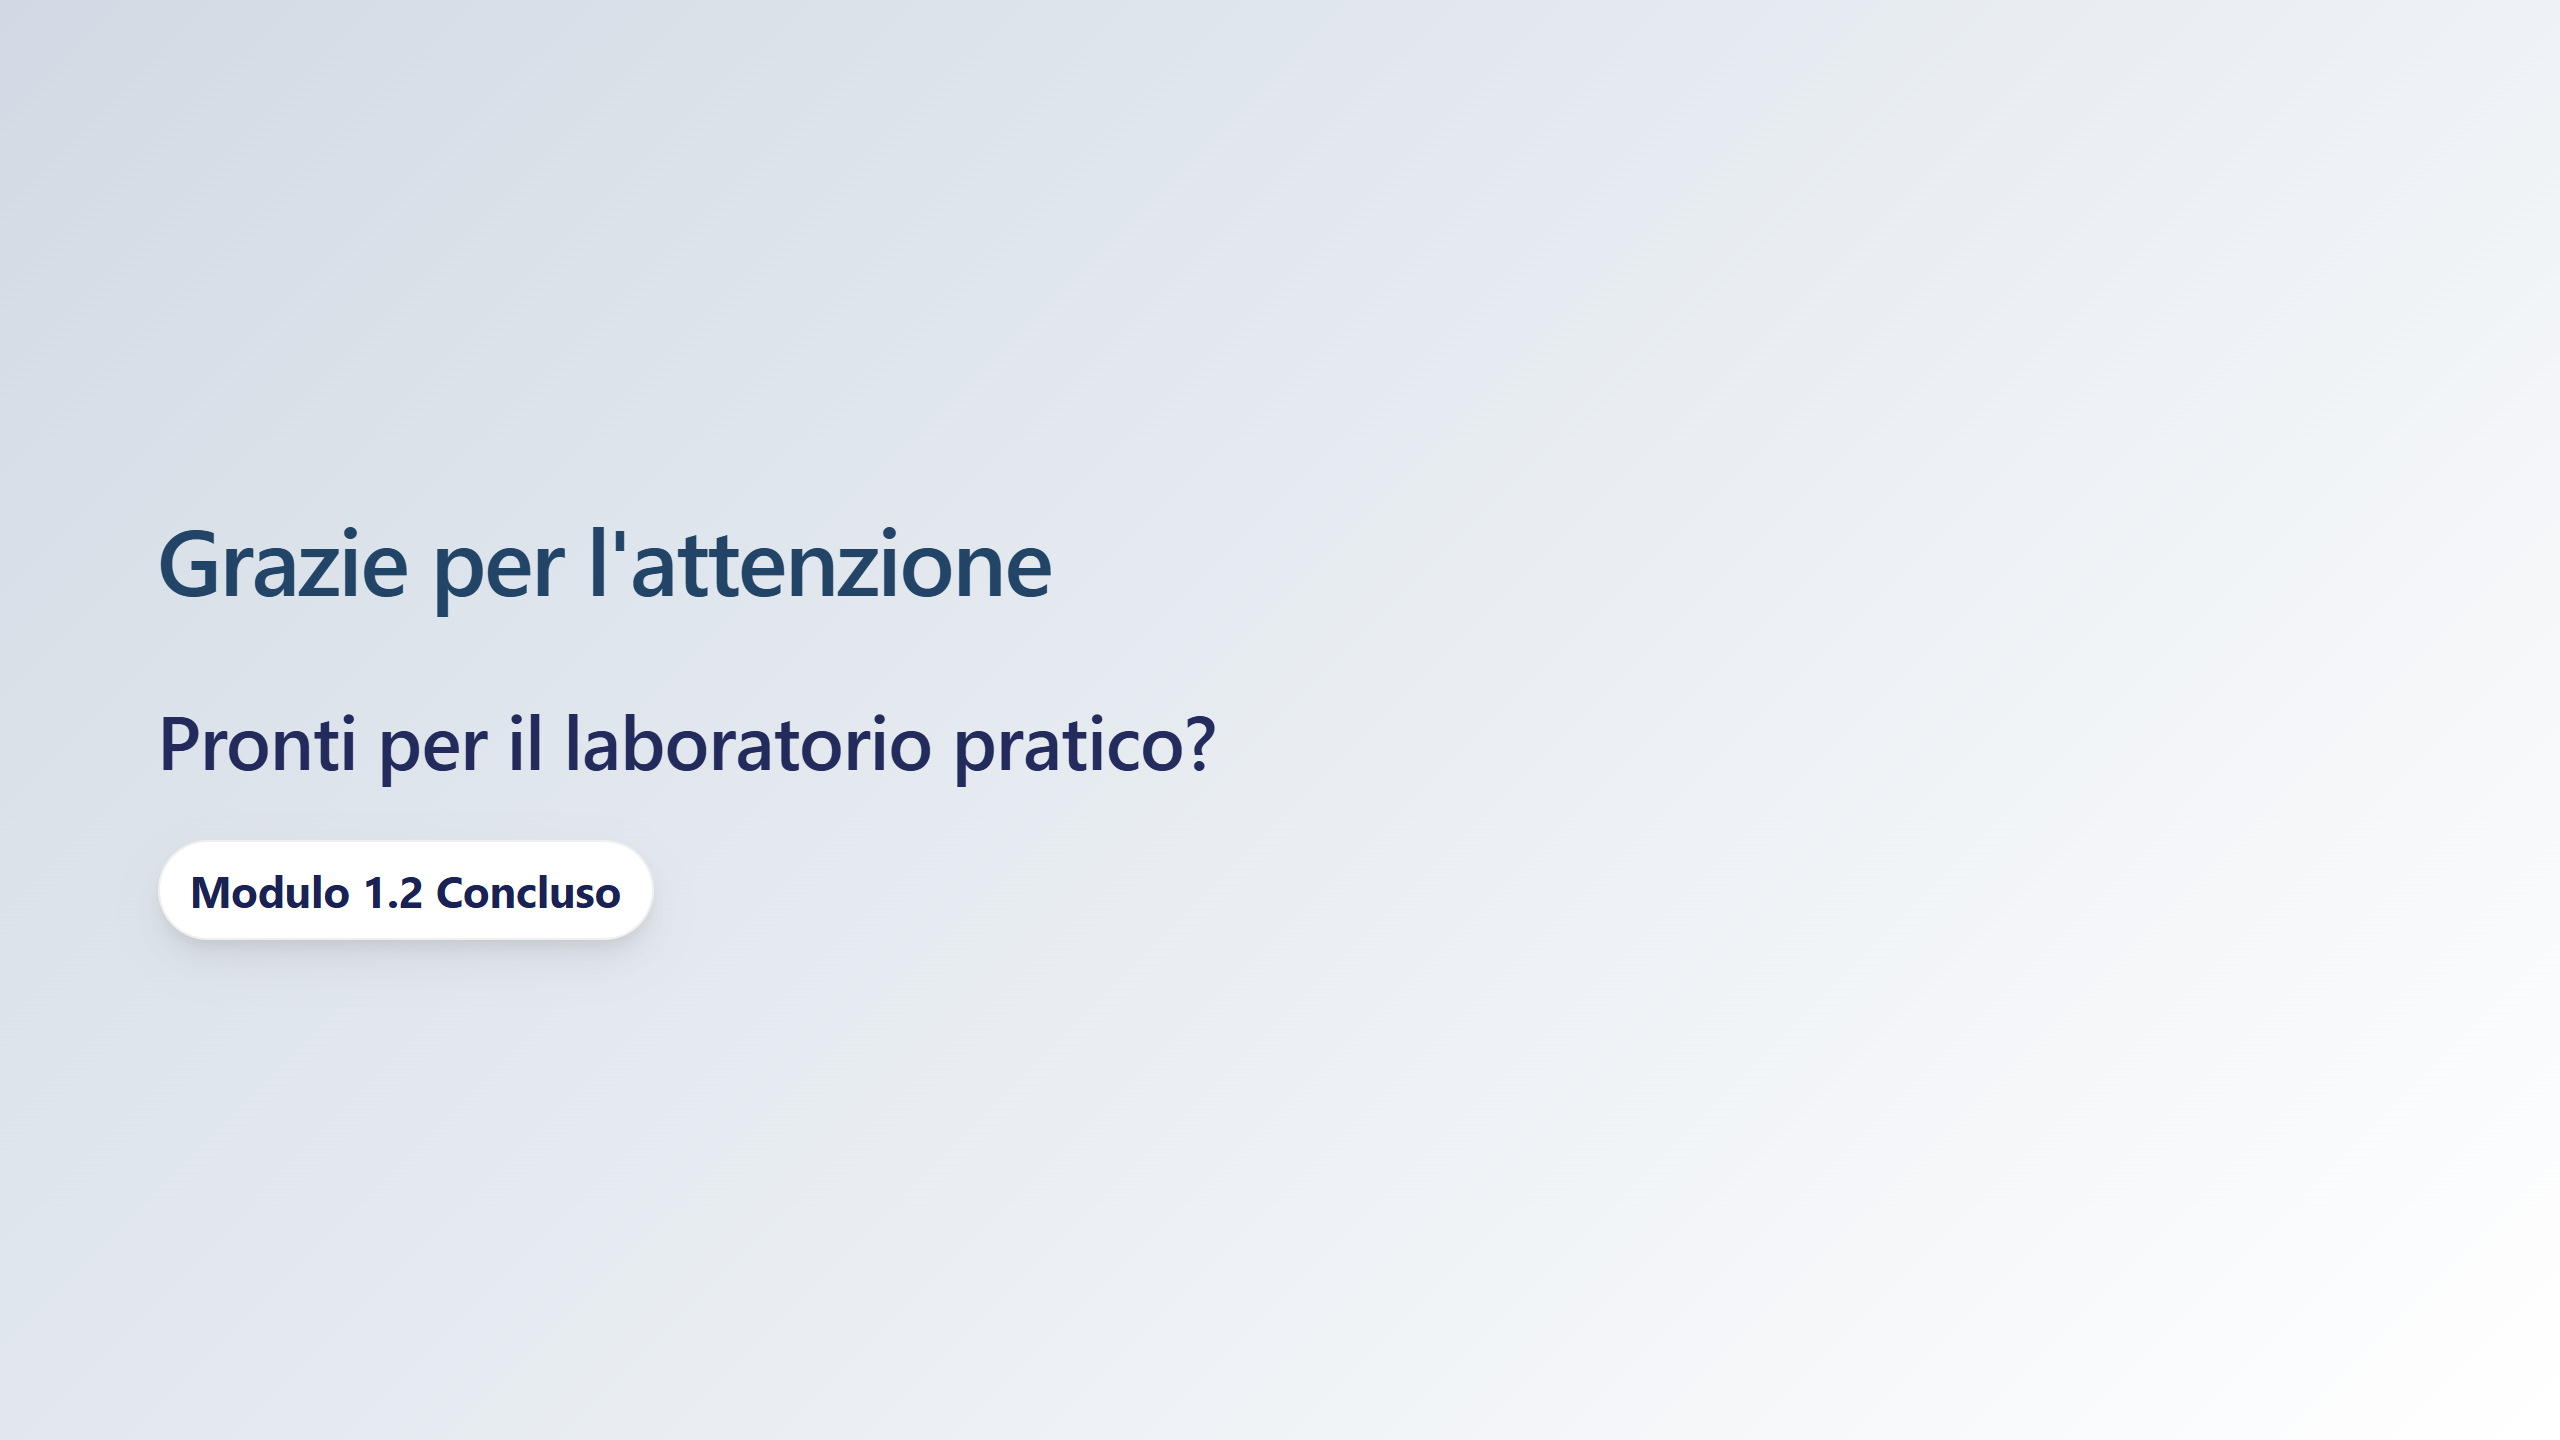 Grazie per l'attenzione
Pronti per il laboratorio pratico?
Modulo 1.2 Concluso